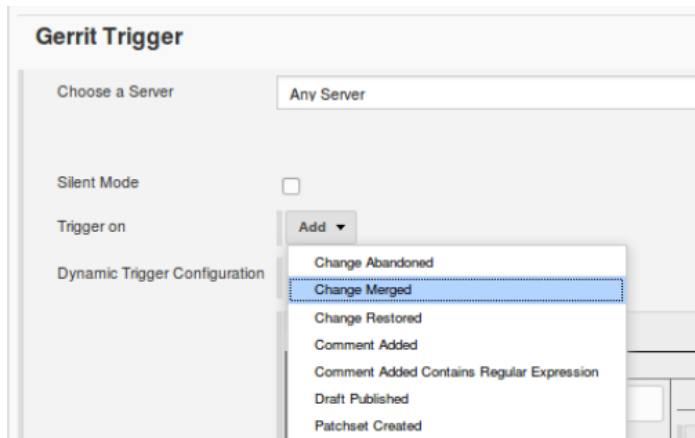 Gerrit Trigger
Choose a Server
Any Server
Silent Mode
Trigger on
Add
Dynamic Trigger Configuration
Change Abandoned
Change Merged
Change Restored
Comment Added
Comment Added Contains Regular Expression
Draft Published
Patchset Created